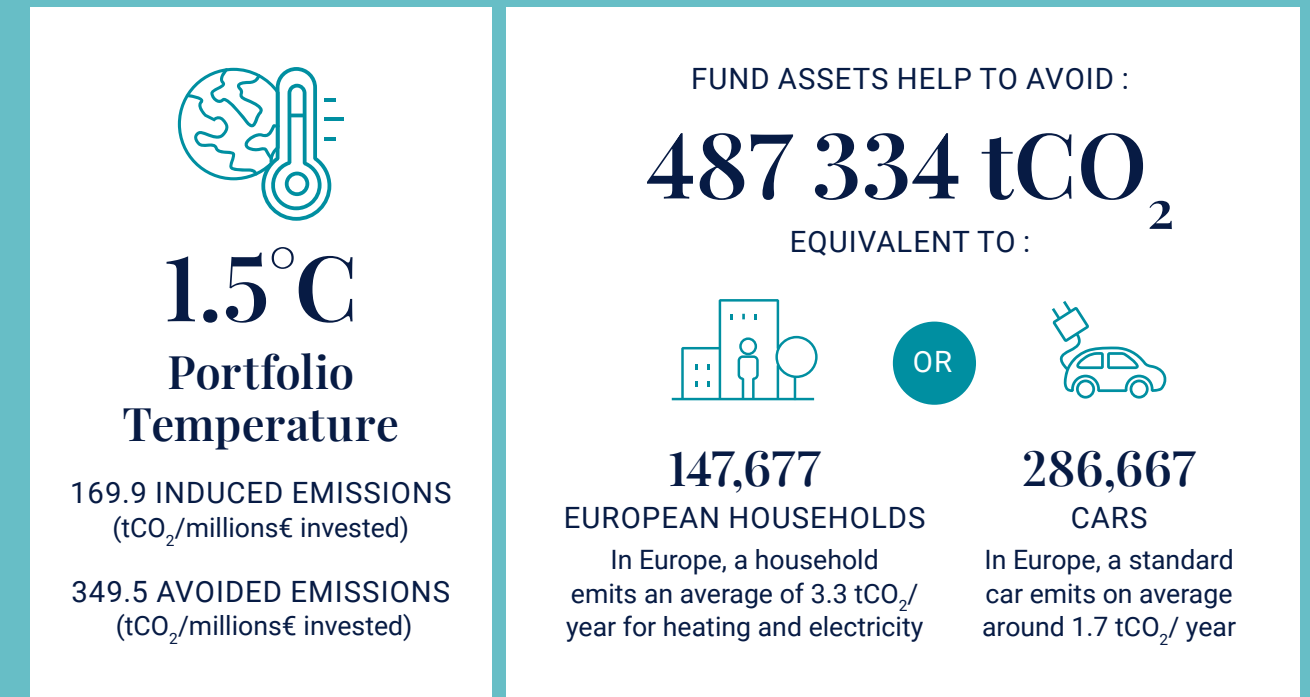 1.5°C
Portfolio
Temperature
169.9 INDUCED EMISSIONS
(tCO₂/millions€ invested)
349.5 AVOIDED EMISSIONS
(tCO₂/millions€ invested)
FUND ASSETS HELP TO AVOID :
487 334 tCO₂
EQUIVALENT TO :
OR
147,677
EUROPEAN HOUSEHOLDS
In Europe, a household
emits an average of 3.3 tCO₂/
year for heating and electricity
286,667
CARS
In Europe, a standard
car emits on average
around 1.7 tCO₂/ year